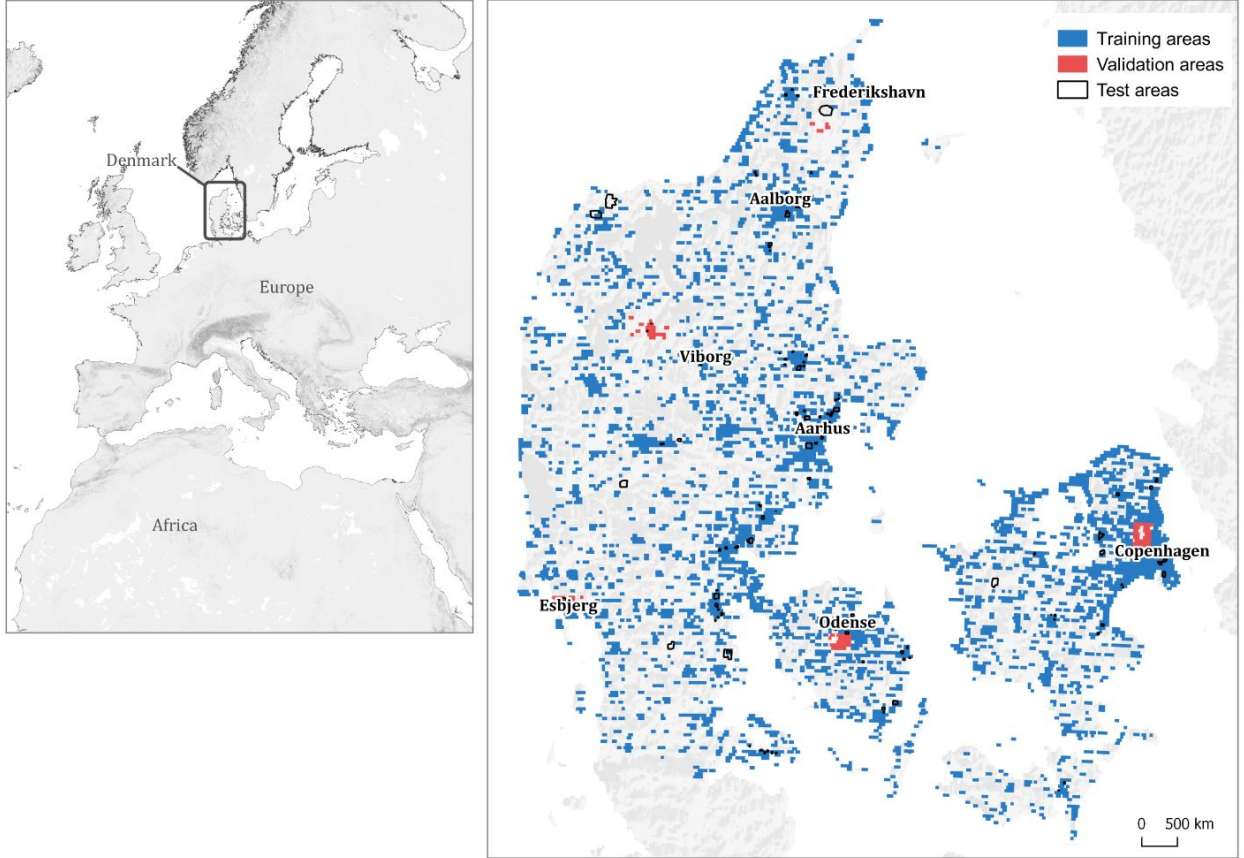 Denmark
Europe
Africa
Training areas
Validation areas
Test areas
Frederikshavn
Aalborg
Viborg
Aarhus
Copenhagen
Esbjerg
Odense
0 500 km